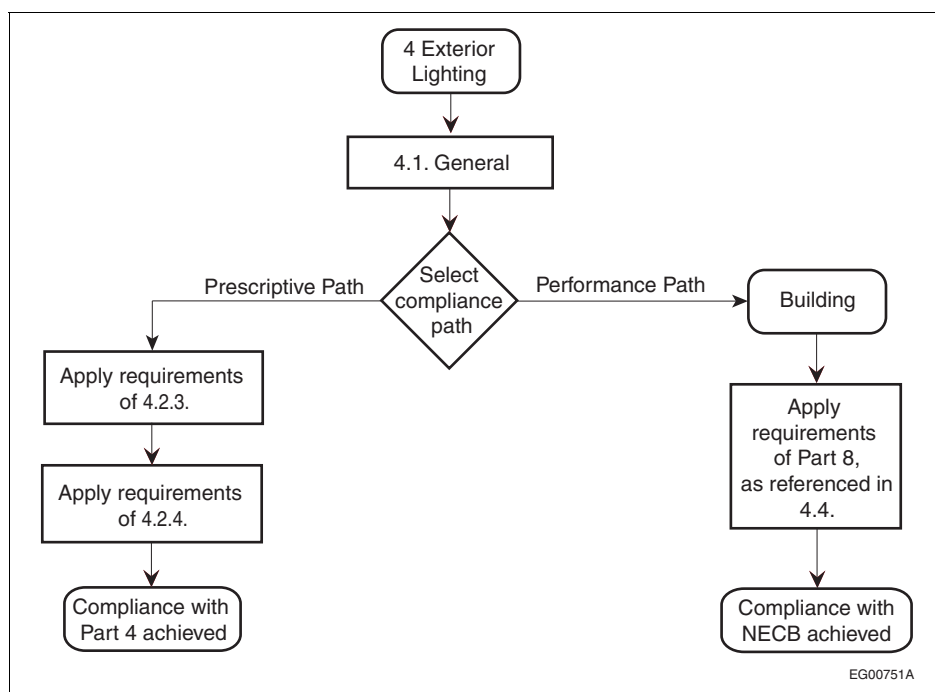 4 Exterior
Lighting
4.1. General
Select
compliance
path
Prescriptive Path
Performance Path
Building
Apply requirements
of 4.2.3.
Apply requirements
of 4.2.4.
Compliance with
Part 4 achieved
Apply
requirements
of Part 8,
as referenced in
4.4.
Compliance with
NECB achieved
EG00751A